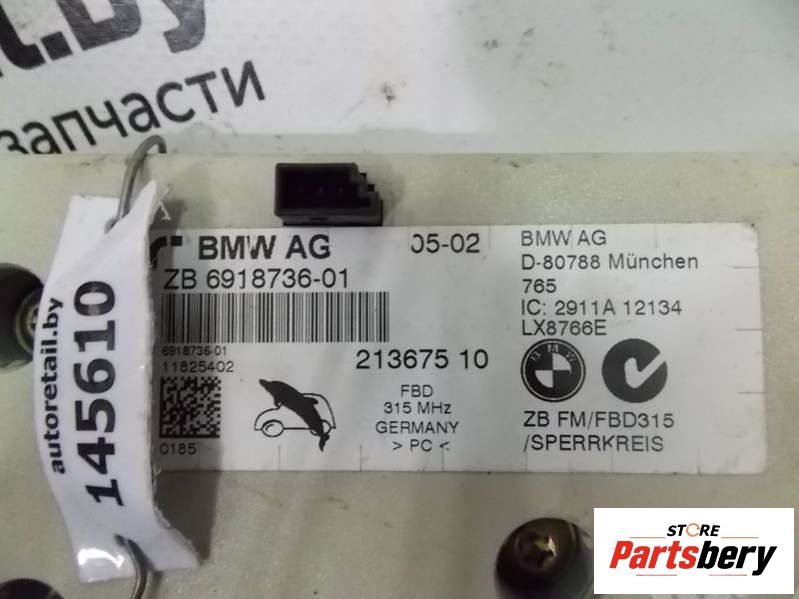 запчасти
BMW AG
05-02
ZB 6918736-01
6918736-01
11825402
213675 10
FBD
315 MHz
GERMANY
> PC <
0185
BMW AG
D-80788 München
765
IC: 2911A 12134
LX8766E
BMW
ZB FM/FBD315
/SPERRKREIS
autoretail.by
145610
STORE
Partsbery